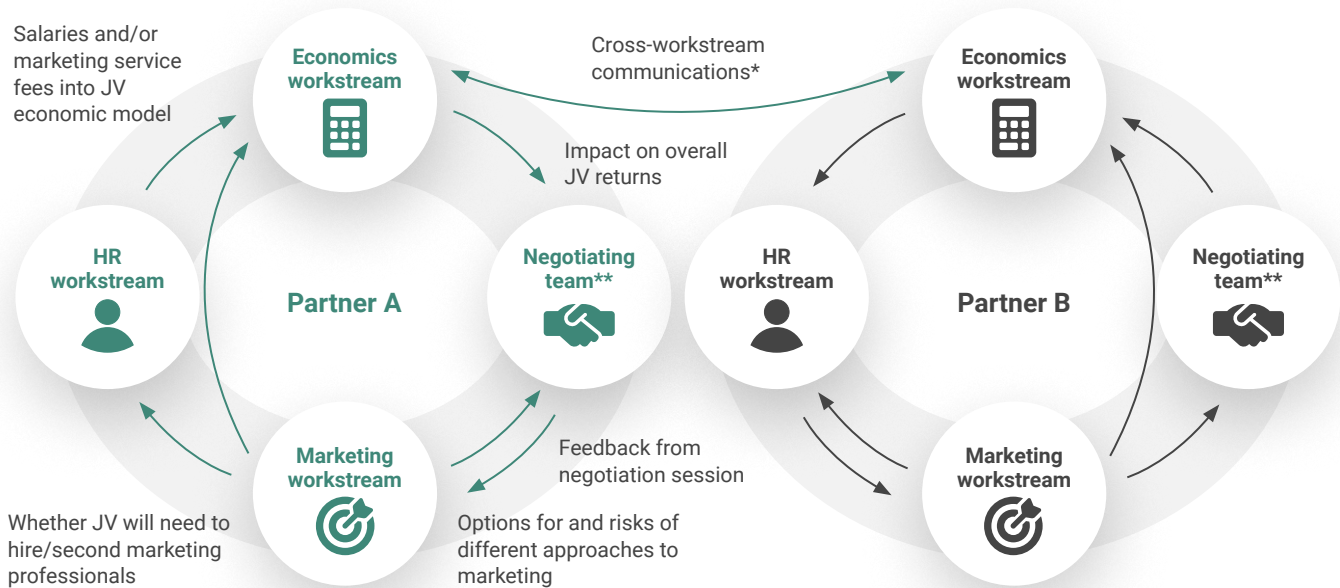 Salaries and/or
marketing service
fees into JV
economic model
Economics
workstream
Cross-workstream
communications*
Economics
workstream
Impact on overall
JV returns
HR
workstream
Partner A
Negotiating
team**
HR
workstream
Partner B
Negotiating
team**
Marketing
workstream
Feedback from
negotiation session
Marketing
workstream
Whether JV will need to
hire/second marketing
professionals
Options for and risks of
different approaches to
marketing